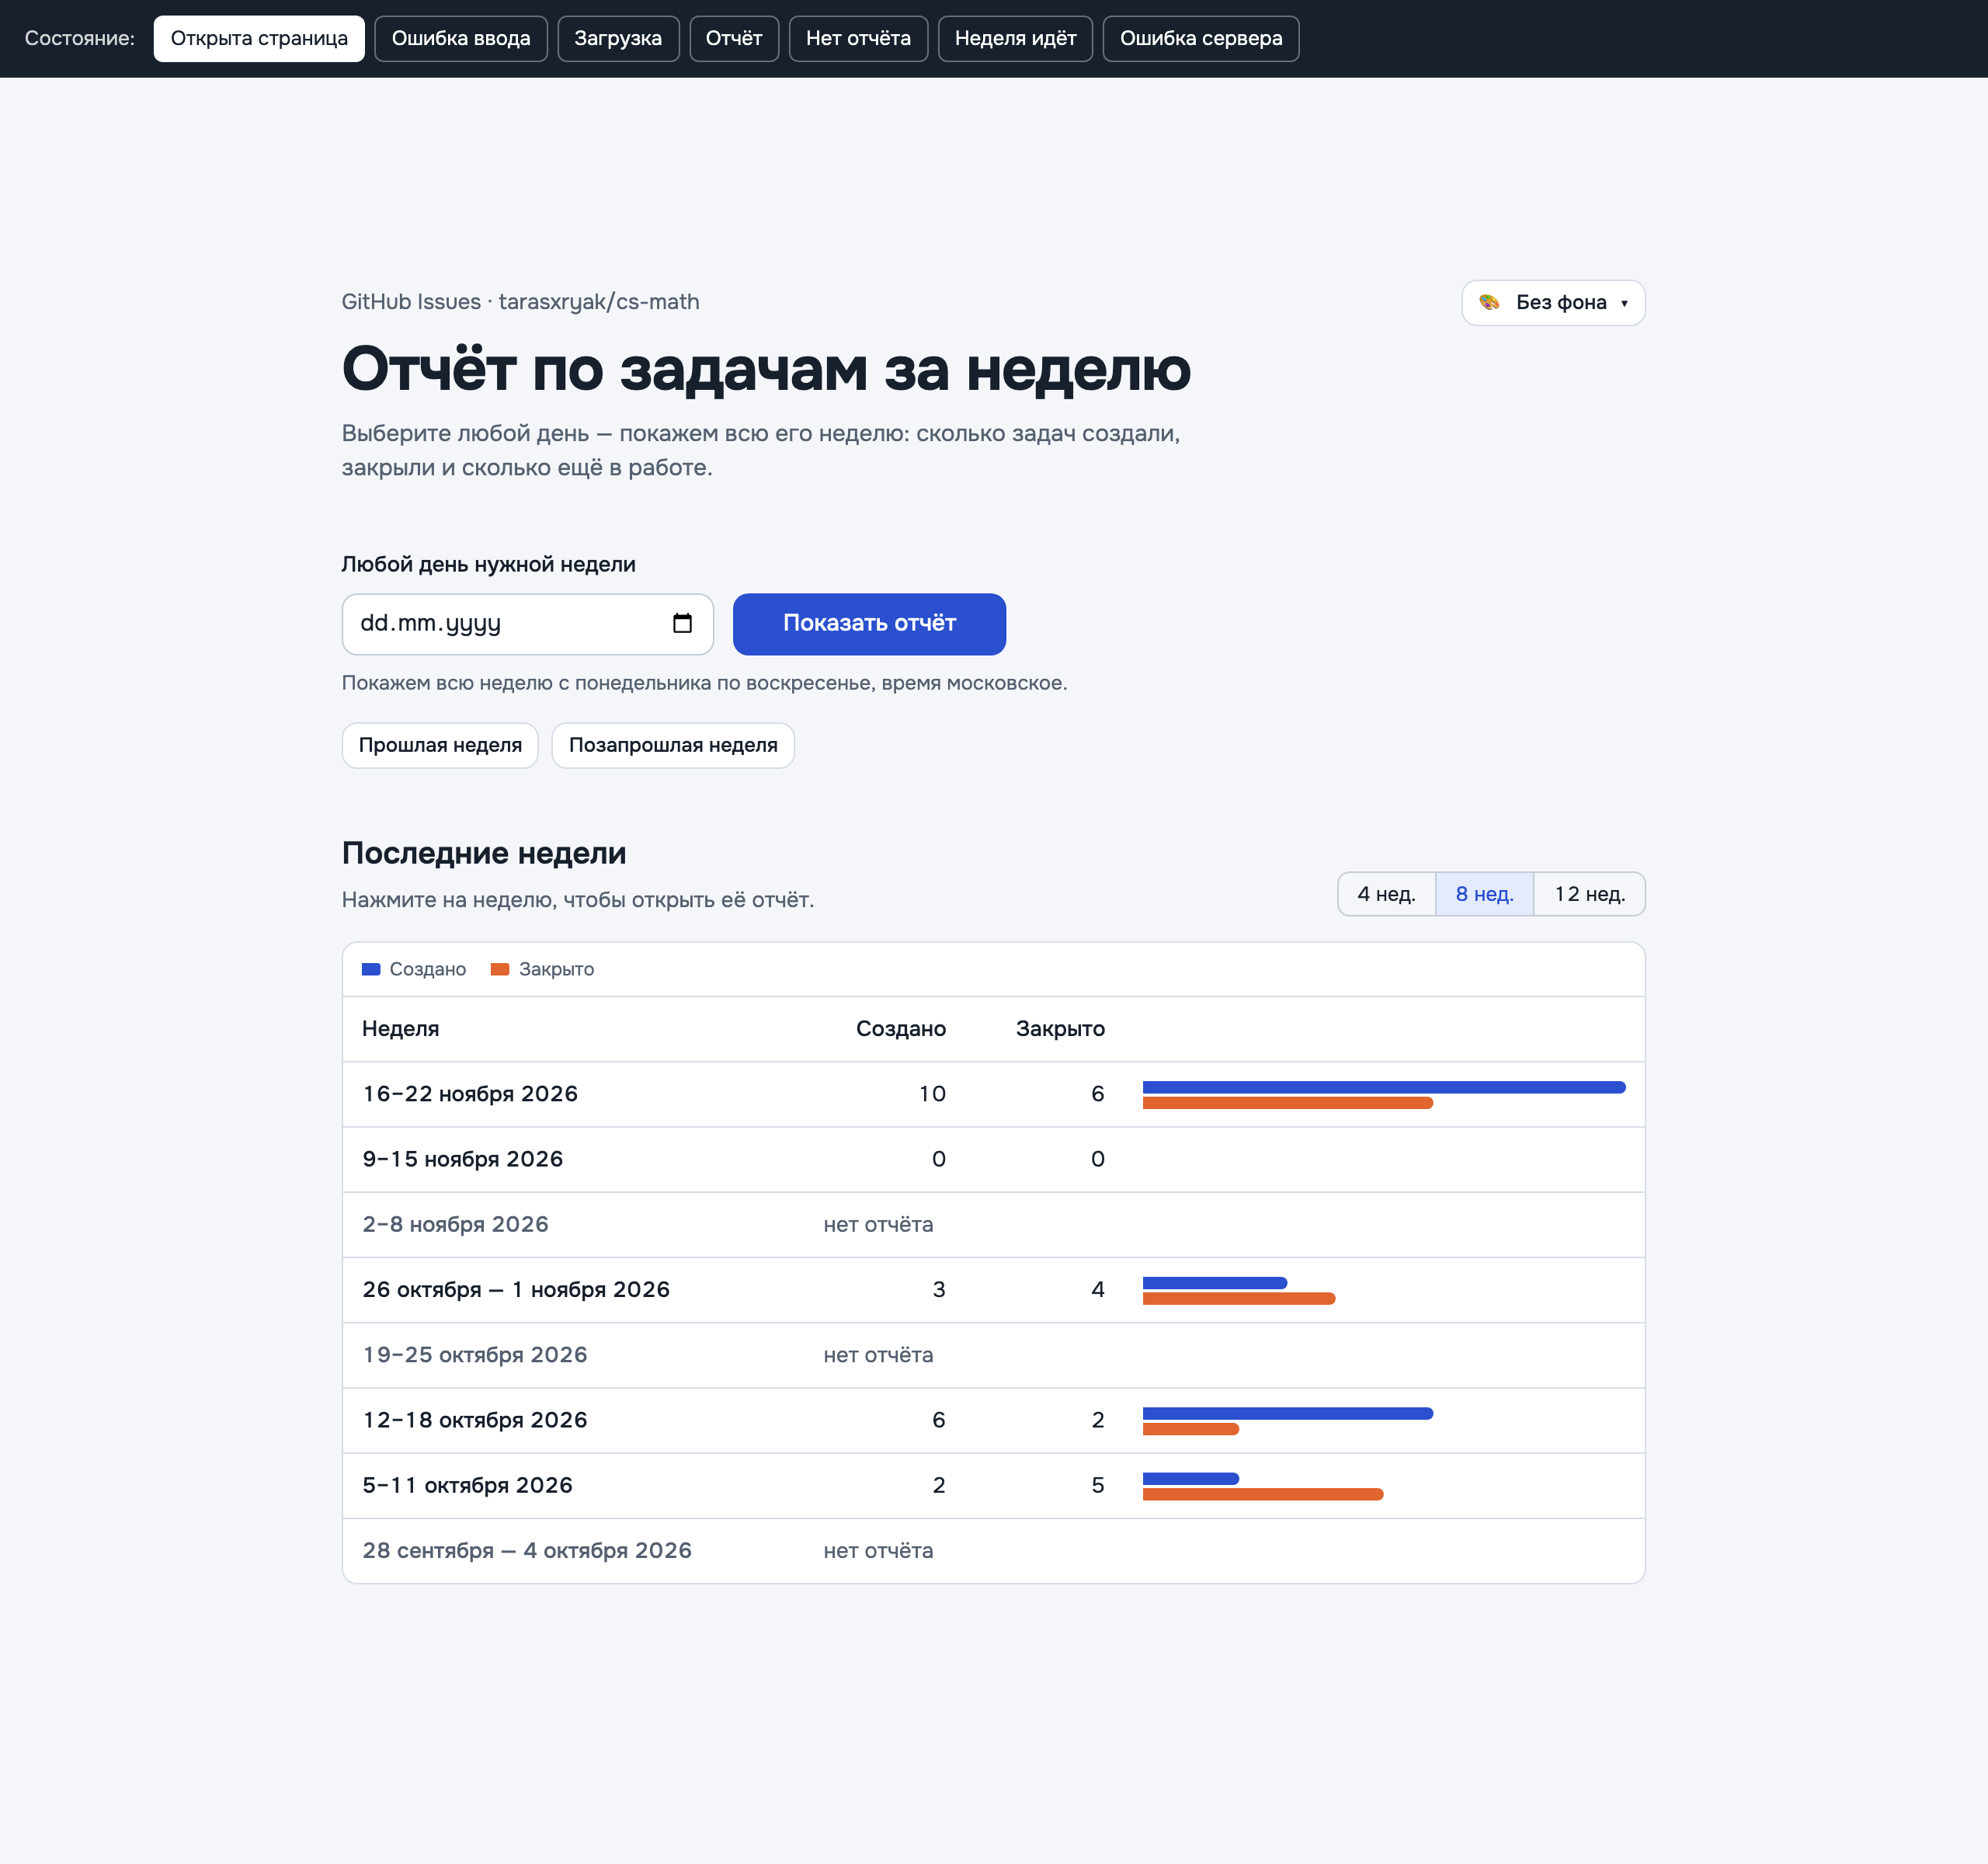 Состояние: Открыта страница Ошибка ввода Загрузка Отчёт Нет отчёта Неделя идёт Ошибка сервера
GitHub Issues · tarasxryak/cs-math
Без фона
Отчёт по задачам за неделю
Выберите любой день — покажем всю его неделю: сколько задач создали,
закрыли и сколько ещё в работе.
Любой день нужной недели
dd.mm.yyyy Показать отчёт
Покажем всю неделю с понедельника по воскресенье, время московское.
Прошлая неделя Позапрошлая неделя
Последние недели
Нажмите на неделю, чтобы открыть её отчёт.
4 нед. 8 нед. 12 нед.
Создано Закрыто
Неделя Создано Закрыто
16–22 ноября 2026 10 6
9–15 ноября 2026 0 0
2–8 ноября 2026 нет отчёта
26 октября — 1 ноября 2026 3 4
19–25 октября 2026 нет отчёта
12–18 октября 2026 6 2
5–11 октября 2026 2 5
28 сентября — 4 октября 2026 нет отчёта